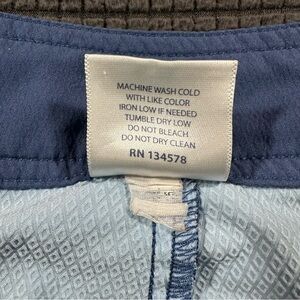 MACHINE WASH COLD
WITH LIKE COLOR
IRON LOW IF NEEDED
TUMBLE DRY LOW
DO NOT BLEACH
DO NOT DRY CLEAN
RN 134578